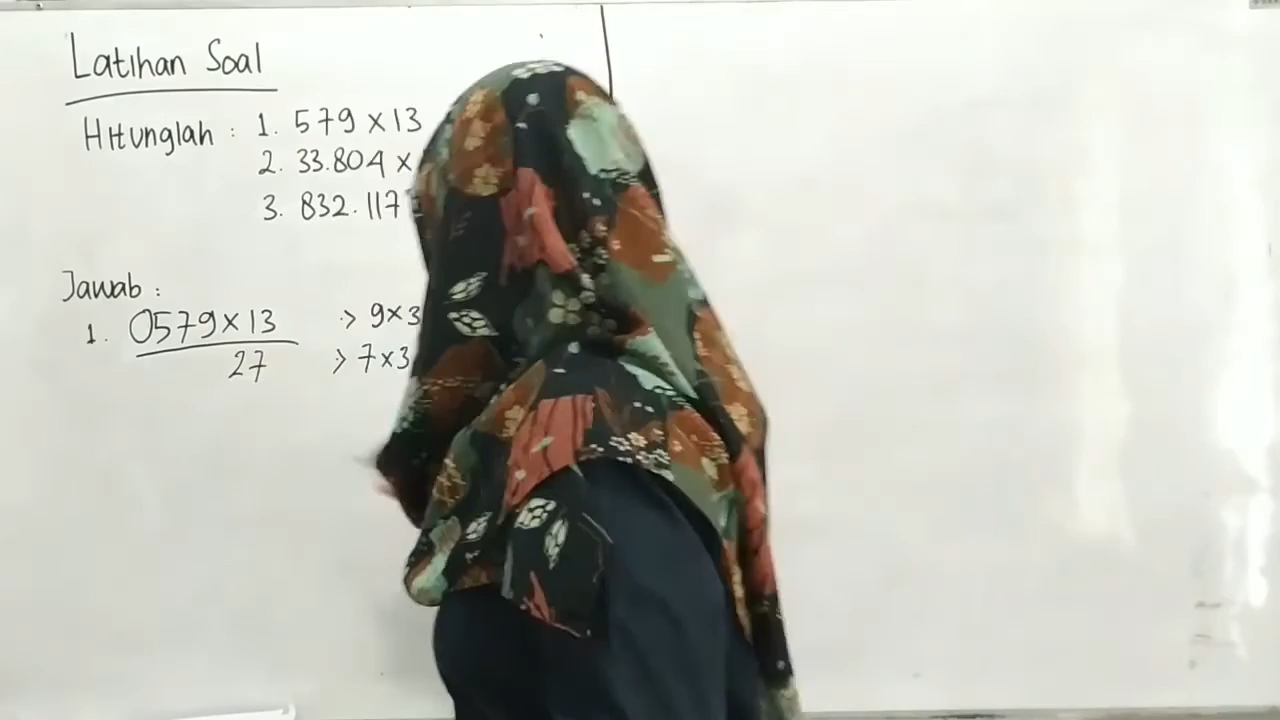 Latihan Soal
Hitunglah : 1. 579 x 13
2. 33.804 x
3. 832.117
Jawab :
1. 0579 x 13 :> 9x3
27 :> 7x3